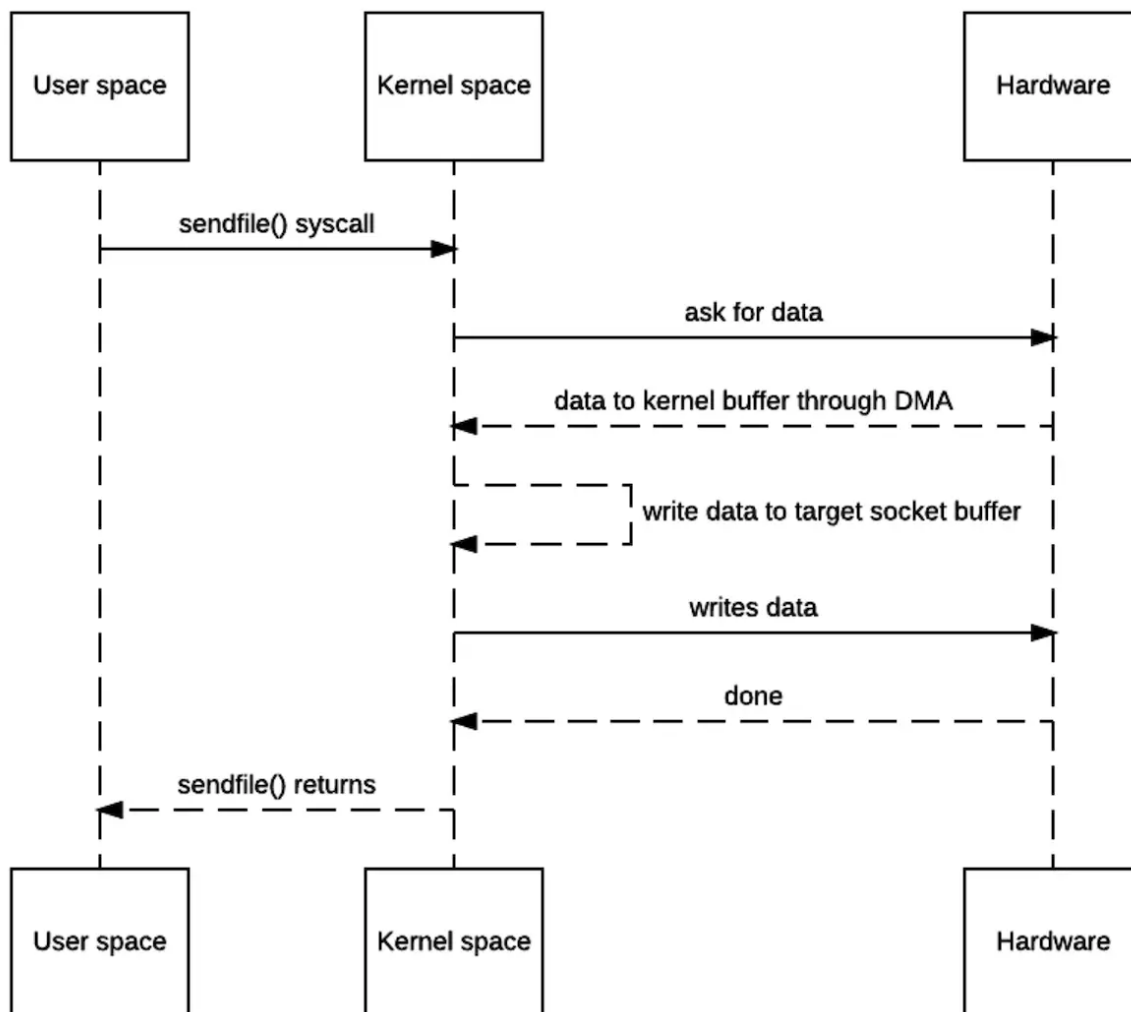 User space
Kernel space
Hardware
sendfile() syscall
ask for data
data to kernel buffer through DMA
write data to target socket buffer
writes data
done
sendfile() returns
User space
Kernel space
Hardware